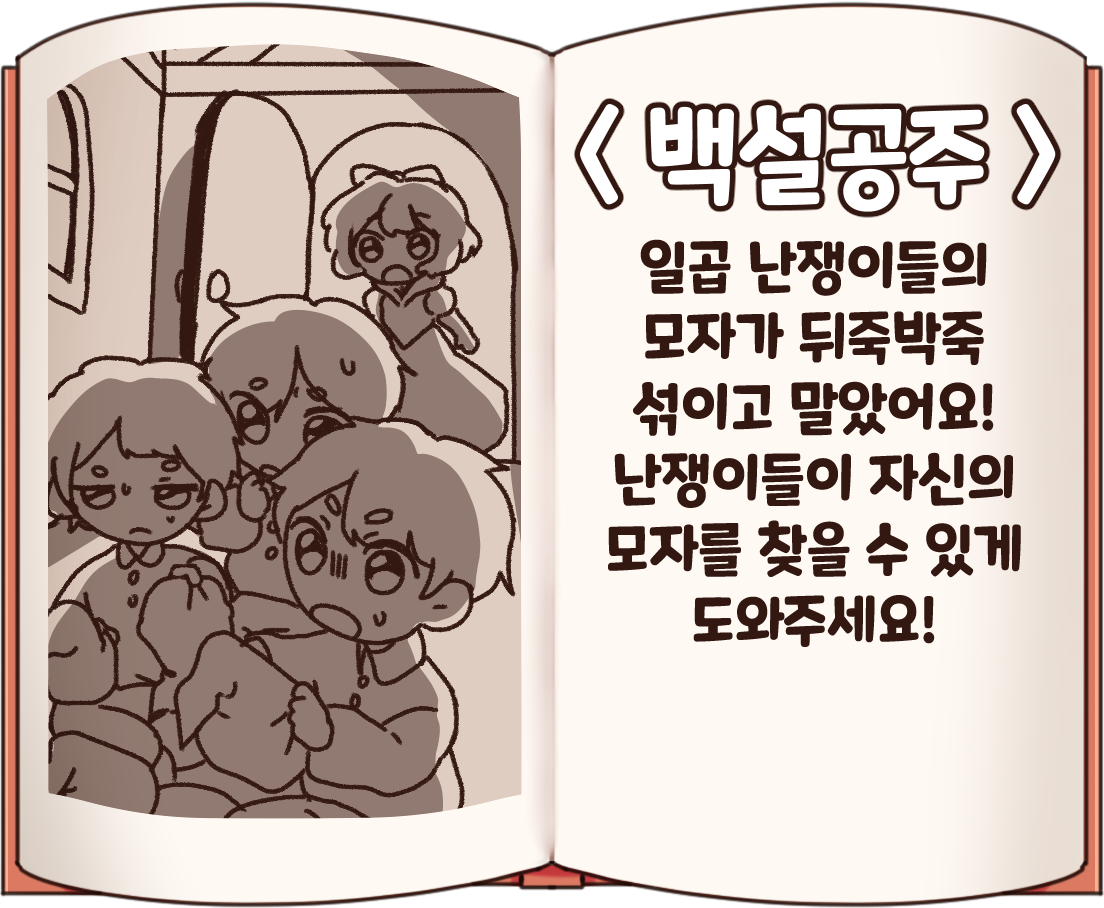 〈 백설공주 〉
일곱 난쟁이들의
모자가 뒤죽박죽
섞이고 말았어요!
난쟁이들이 자신의
모자를 찾을 수 있게
도와주세요!